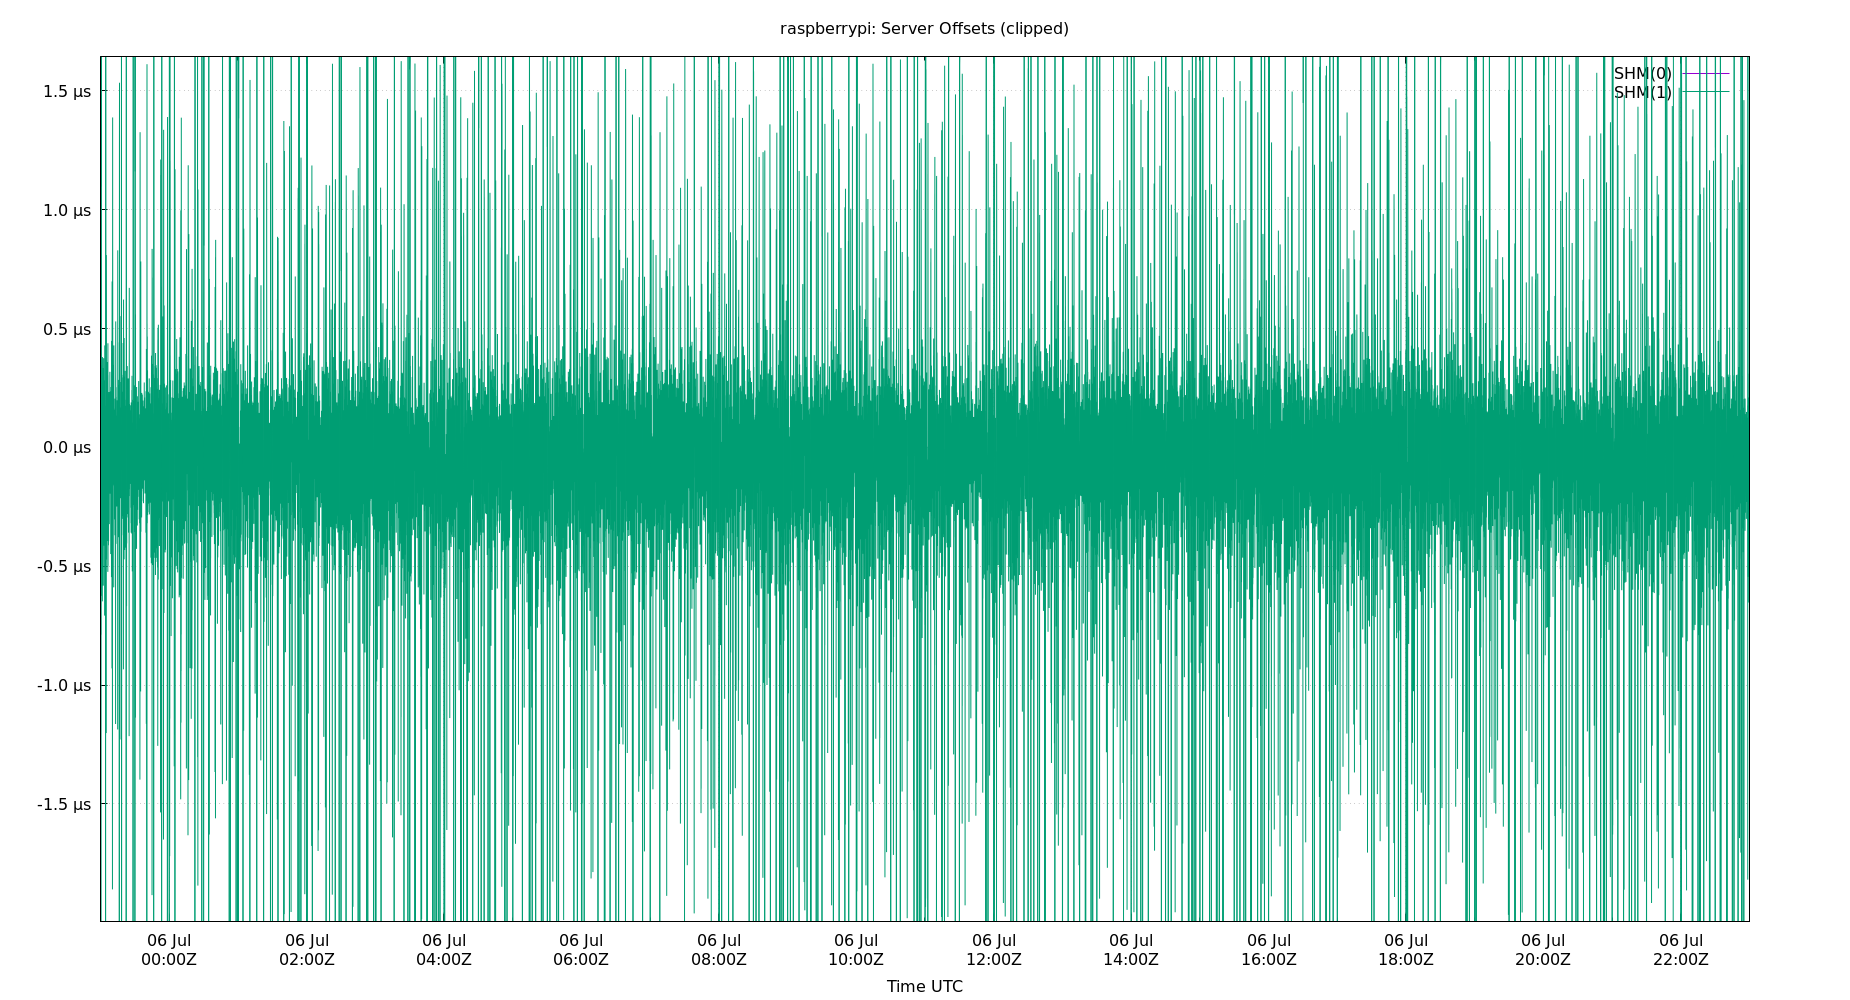 raspberrypi: Server Offsets (clipped)
SHM(0)
SHM(1)
1.5 µs
1.0 µs
0.5 µs
0.0 µs
-0.5 µs
-1.0 µs
-1.5 µs
06 Jul 06 Jul 06 Jul 06 Jul 06 Jul 06 Jul 06 Jul 06 Jul 06 Jul 06 Jul 06 Jul 06 Jul
00:00Z 02:00Z 04:00Z 06:00Z 08:00Z 10:00Z 12:00Z 14:00Z 16:00Z 18:00Z 20:00Z 22:00Z
Time UTC